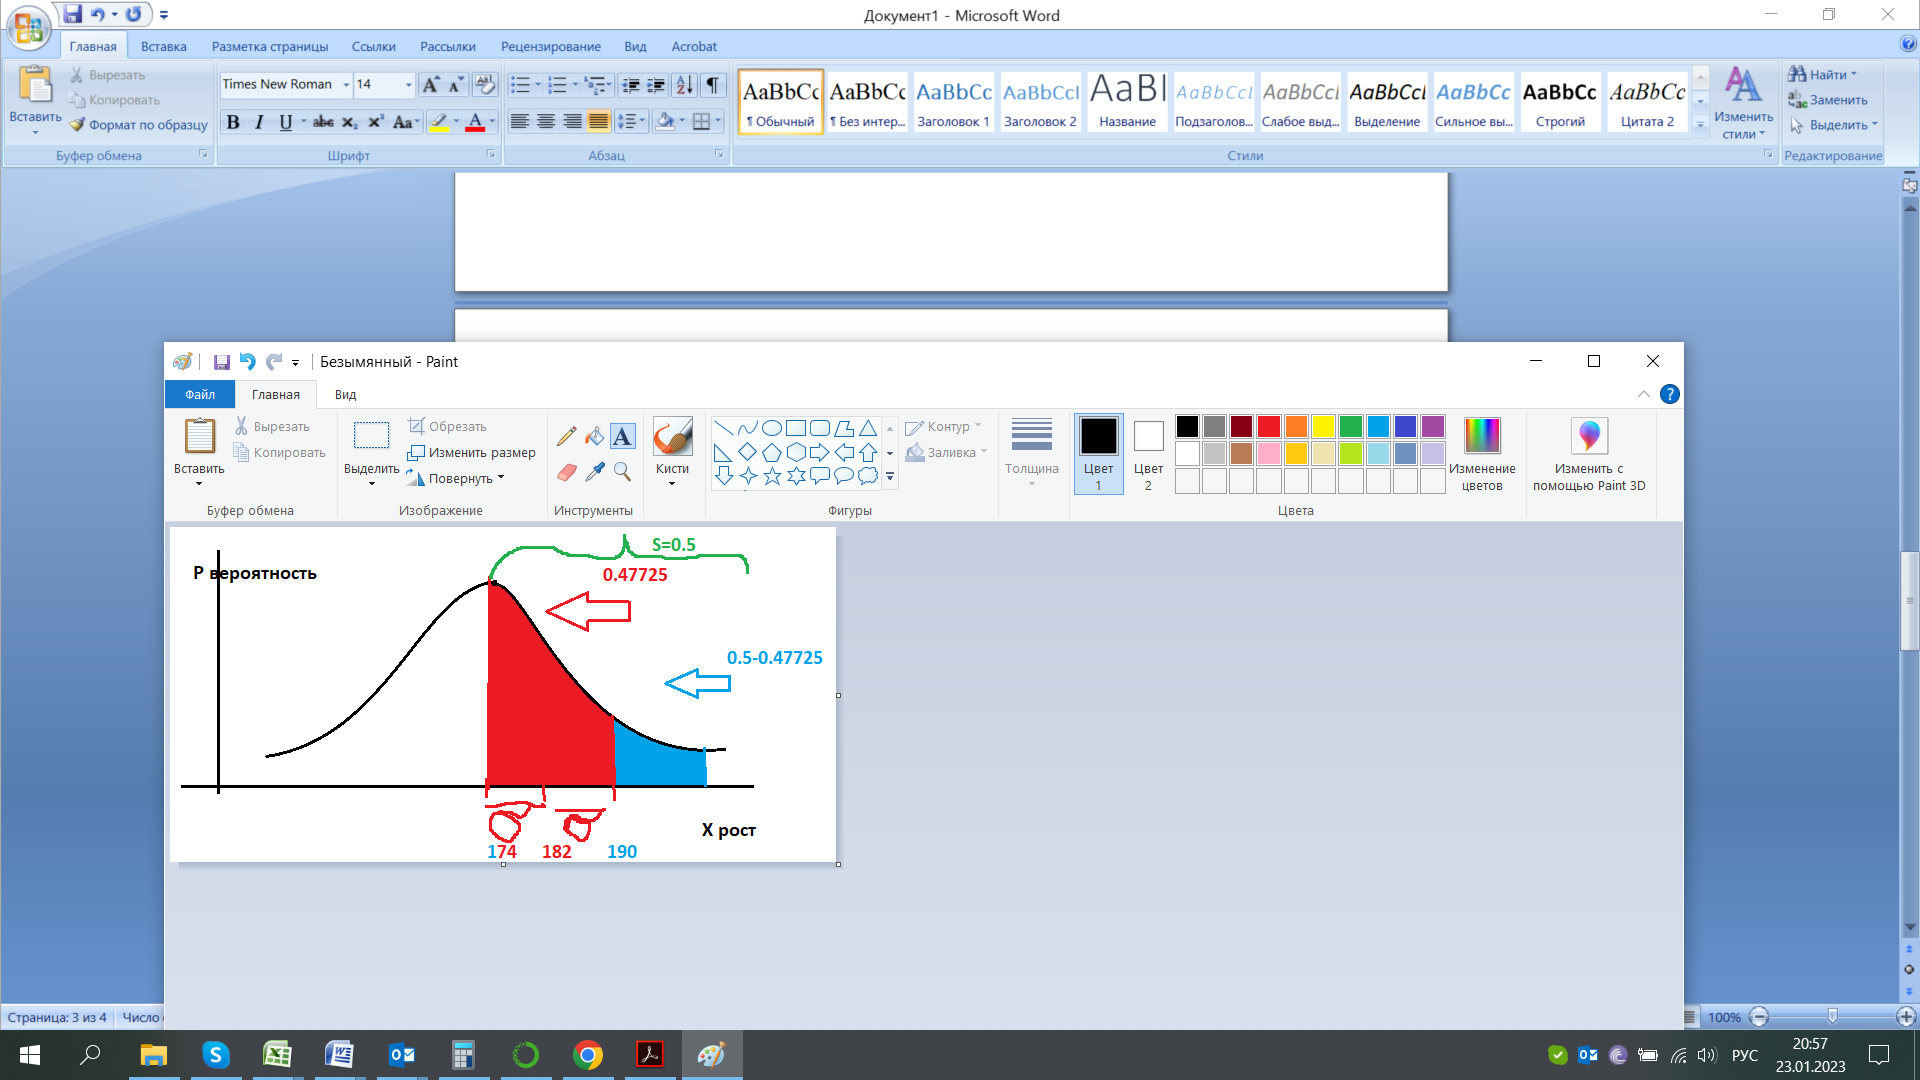 Документ1 - Microsoft Word
Главная Вставка Разметка страницы Ссылки Рассылки Рецензирование Вид Acrobat
Вставить
Вырезать
Копировать
Формат по образцу
Буфер обмена
Times New Roman 14
Шрифт
Абзац
AaBbCc AaBbCc AaBbCc AaBbCcI AaBI AaBbCcL AaBbCcL AaBbCcL AaBbCc AaBbCc AaBbCc
¶ Обычный ¶ Без интер... Заголовок 1 Заголовок 2 Название Подзаголов... Слабое выд... Выделение Сильное вы... Строгий Цитата 2
Изменить стили
Стили
Найти
Заменить
Выделить
Редактирование
Безымянный - Paint
Файл Главная Вид
Вставить
Вырезать
Копировать
Буфер обмена
Выделить
Обрезать
Изменить размер
Повернуть
Изображение
Инструменты
Кисти
Контур
Заливка
Фигуры
Толщина
Цвет 1
Цвет 2
Изменение цветов
Цвета
Изменить с помощью Paint 3D
S=0.5
Р вероятность
0.47725
0.5-0.47725
Х рост
174 182 190
Страница: 3 из 4 Число
100%
РУС
20:57
23.01.2023